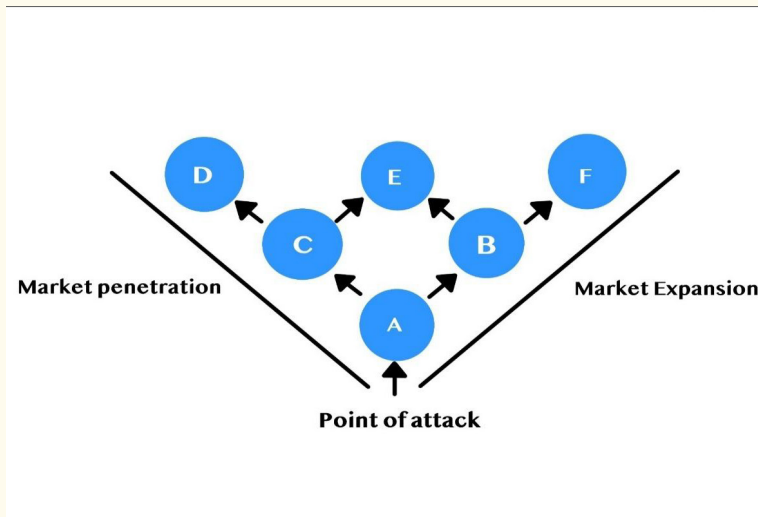 D
E
F
C
B
Market penetration
Market Expansion
A
Point of attack